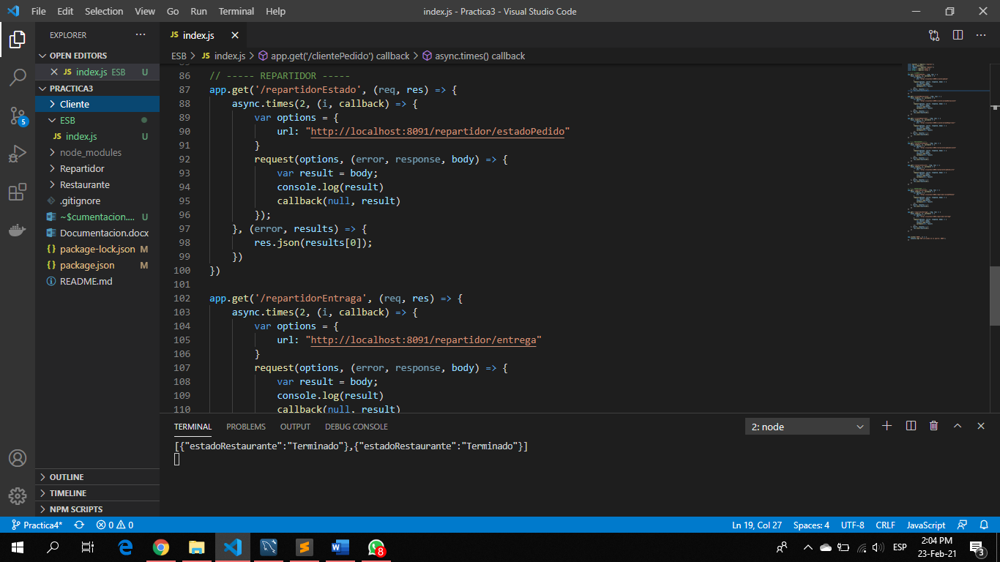 File Edit Selection View Go Run Terminal Help index.js - Practica3 - Visual Studio Code
EXPLORER ···
OPEN EDITORS
JS index.js ESB U
PRACTICA3
Cliente
ESB
JS index.js U
node_modules
Repartidor
Restaurante
.gitignore
~$cumentacion.... U
Documentacion.docx
{} package-lock.json M
{} package.json M
README.md
OUTLINE
TIMELINE
NPM SCRIPTS
5
JS index.js
ESB > JS index.js > app.get('/clientePedido') callback > async.times() callback
86 // ----- REPARTIDOR -----
87 app.get('/repartidorEstado', (req, res) => {
88 async.times(2, (i, callback) => {
89 var options = {
90 url: "http://localhost:8091/repartidor/estadoPedido"
91 }
92 request(options, (error, response, body) => {
93 var result = body;
94 console.log(result)
95 callback(null, result)
96 });
97 }, (error, results) => {
98 res.json(results[0]);
99 })
100 })
101
102 app.get('/repartidorEntraga', (req, res) => {
103 async.times(2, (i, callback) => {
104 var options = {
105 url: "http://localhost:8091/repartidor/entrega"
106 }
107 request(options, (error, response, body) => {
108 var result = body;
109 console.log(result)
110 callback(null, result)
TERMINAL PROBLEMS OUTPUT DEBUG CONSOLE 2: node
[{"estadoRestaurante":"Terminado"},{"estadoRestaurante":"Terminado"}]
Practica4* 0 0 Ln 19, Col 27 Spaces: 4 UTF-8 CRLF JavaScript
8 ESP 2:04 PM
23-Feb-21 3